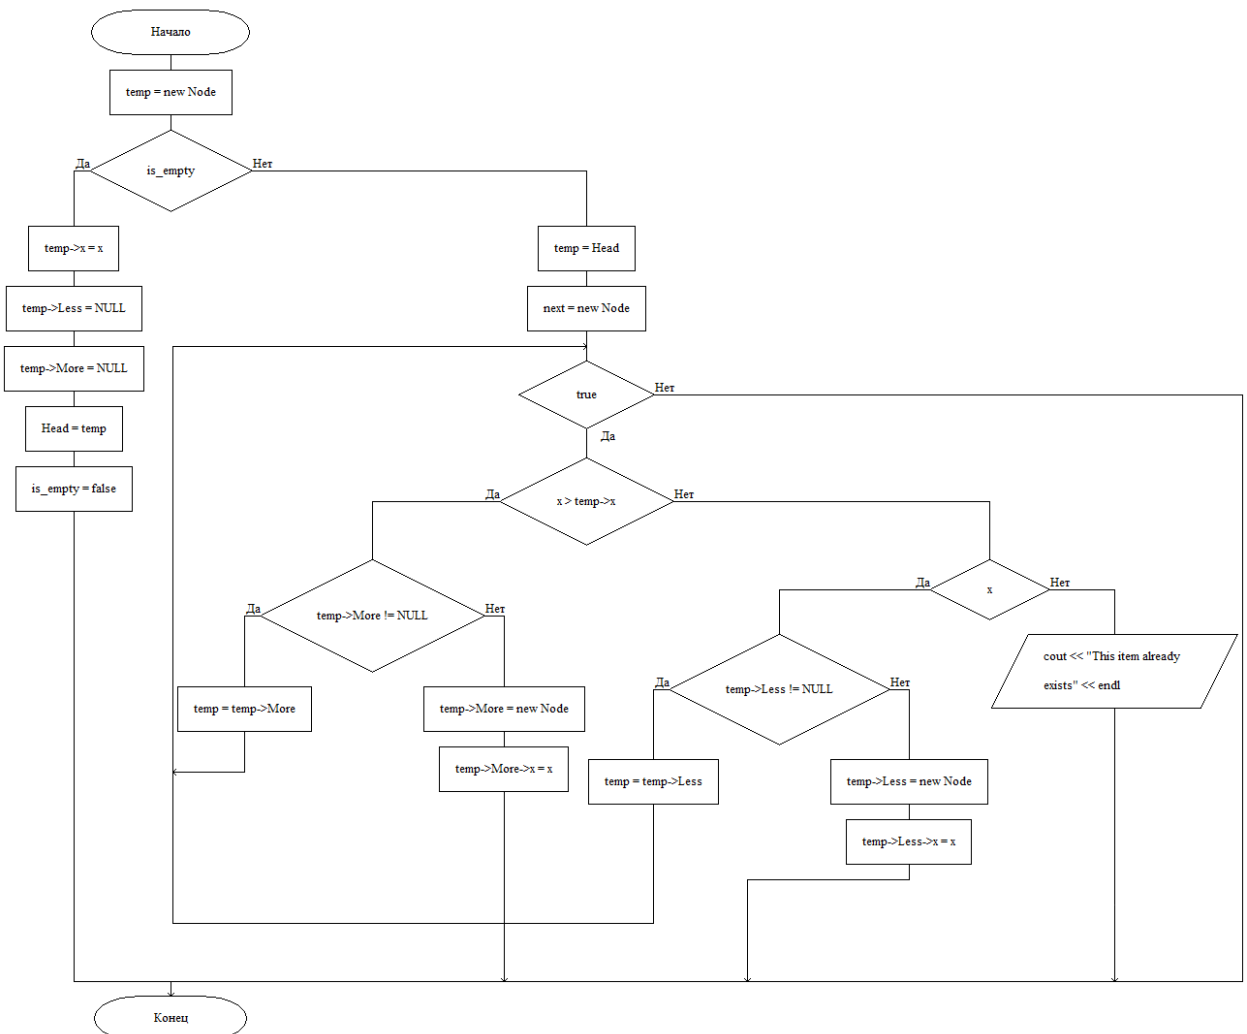 Начало
temp = new Node
Да
is_empty
Нет
temp->x = x
temp = Head
temp->Less = NULL
next = new Node
temp->More = NULL
true
Нет
Head = temp
Да
is_empty = false
Да
x > temp->x
Нет
Да
x
Нет
Да
temp->More != NULL
Нет
cout << "This item already
exists" << endl
Да
temp->Less != NULL
Нет
temp = temp->More
temp->More = new Node
temp->More->x = x
temp = temp->Less
temp->Less = new Node
temp->Less->x = x
Конец